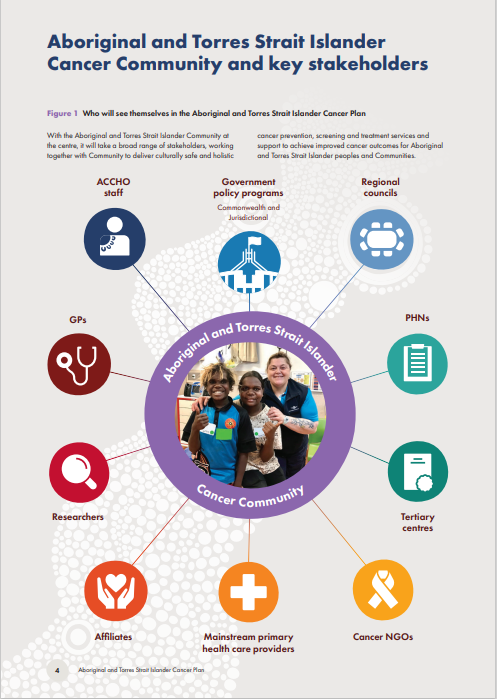 Aboriginal and Torres Strait Islander
Cancer Community and key stakeholders
Figure 1 Who will see themselves in the Aboriginal and Torres Strait Islander Cancer Plan
With the Aboriginal and Torres Strait Islander Community at
the centre, it will take a broad range of stakeholders, working
together with Community to deliver culturally safe and holistic
cancer prevention, screening and treatment services and
support to achieve improved cancer outcomes for Aboriginal
and Torres Strait Islander peoples and Communities.
ACCHO
staff
Government
policy programs
Commonwealth and
Jurisdictional
Regional
councils
GPs
PHNs
Aboriginal and Torres Strait Islander
Cancer Community
Researchers
Tertiary
centres
Affiliates
Mainstream primary
health care providers
Cancer NGOs
4 Aboriginal and Torres Strait Islander Cancer Plan